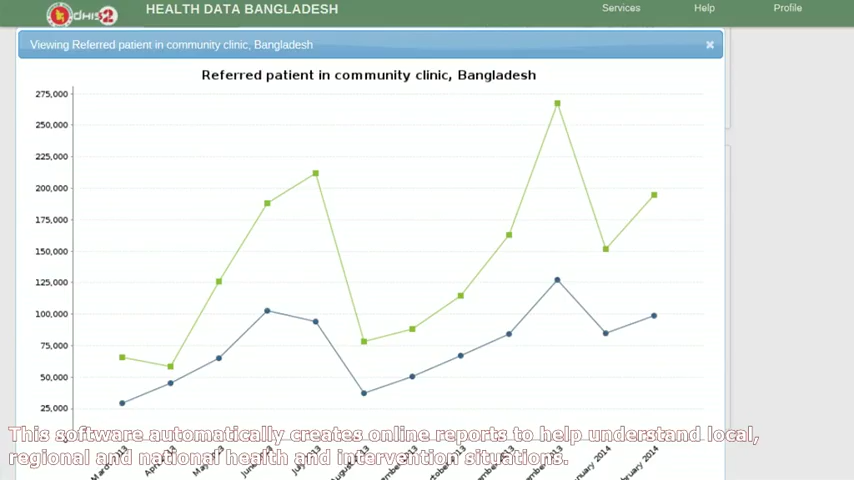 dhis2
HEALTH DATA BANGLADESH
Services
Help
Profile
Viewing Referred patient in community clinic, Bangladesh
Referred patient in community clinic, Bangladesh
275,000
250,000
225,000
200,000
175,000
150,000
125,000
100,000
75,000
50,000
25,000
This software automatically creates online reports to help understand local,
regional and national health and intervention situations.